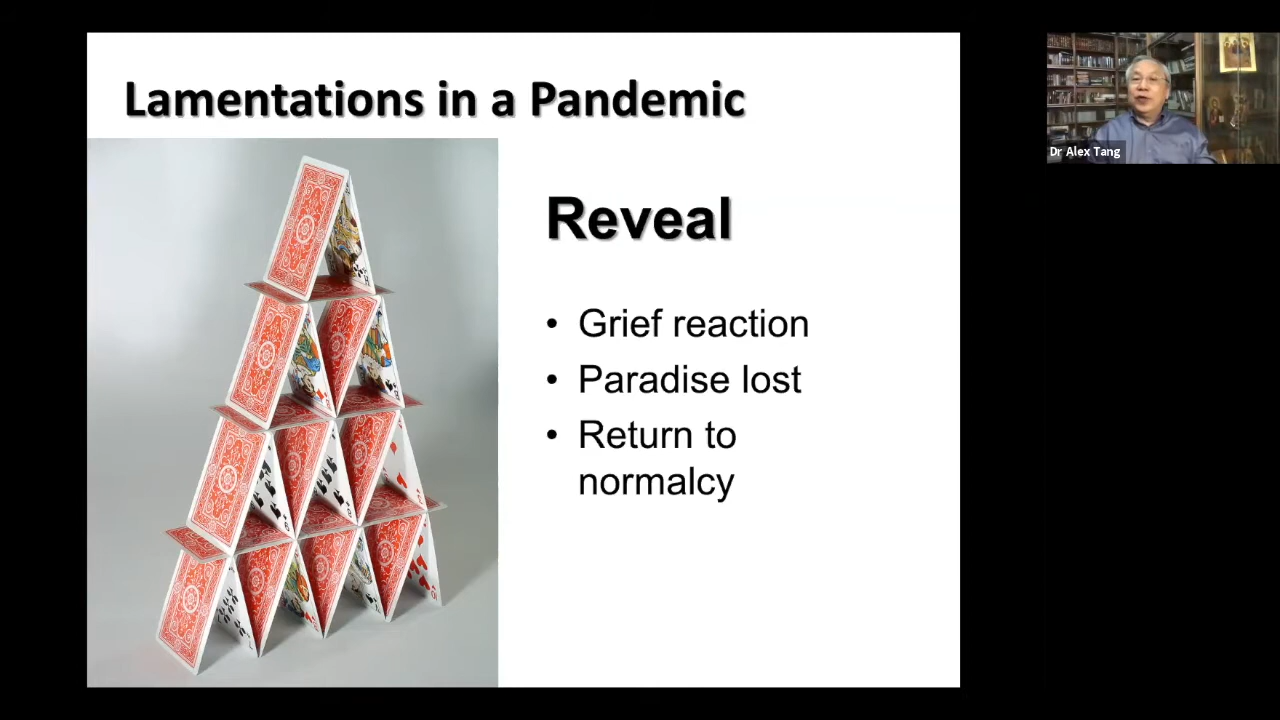 Lamentations in a Pandemic
Reveal
• Grief reaction
• Paradise lost
• Return to
normalcy
Dr Alex Tang